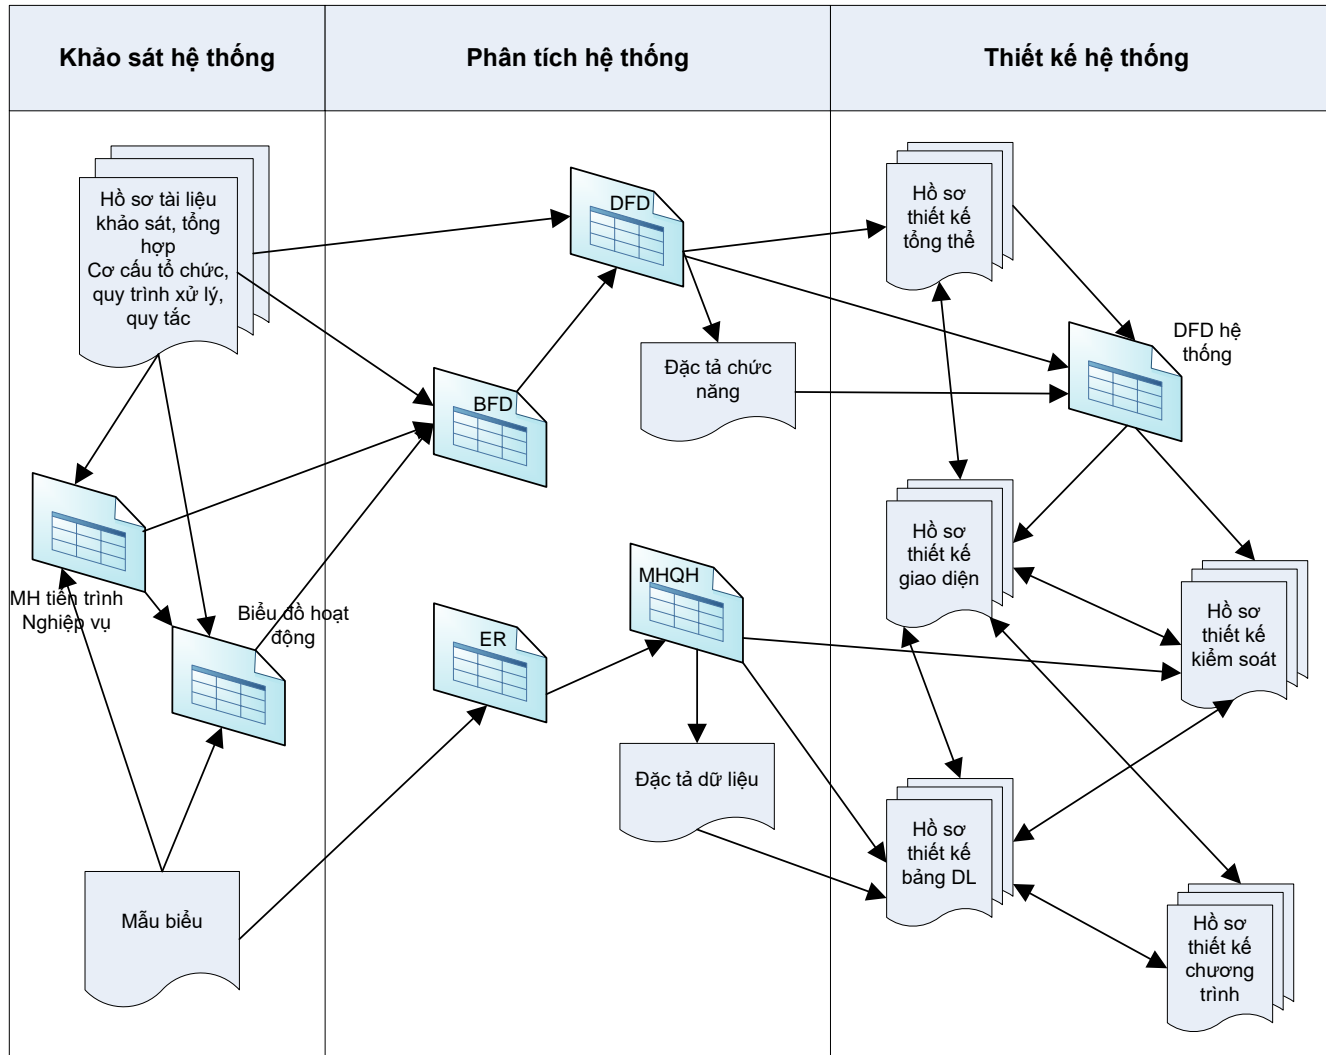 Khảo sát hệ thống
Phân tích hệ thống
Thiết kế hệ thống
Hồ sơ tài liệu
khảo sát, tổng
hợp
Cơ cấu tổ chức,
quy trình xử lý,
quy tắc
DFD
Hồ sơ
thiết kế
tổng thể
DFD hệ
thống
Đặc tả chức
năng
BFD
Hồ sơ
thiết kế
giao diện
MHQH
MH tiến trình
Nghiệp vụ
Biểu đồ hoạt
động
ER
Hồ sơ
thiết kế
kiểm soát
Đặc tả dữ liệu
Hồ sơ
thiết kế
bảng DL
Mẫu biểu
Hồ sơ
thiết kế
chương
trình